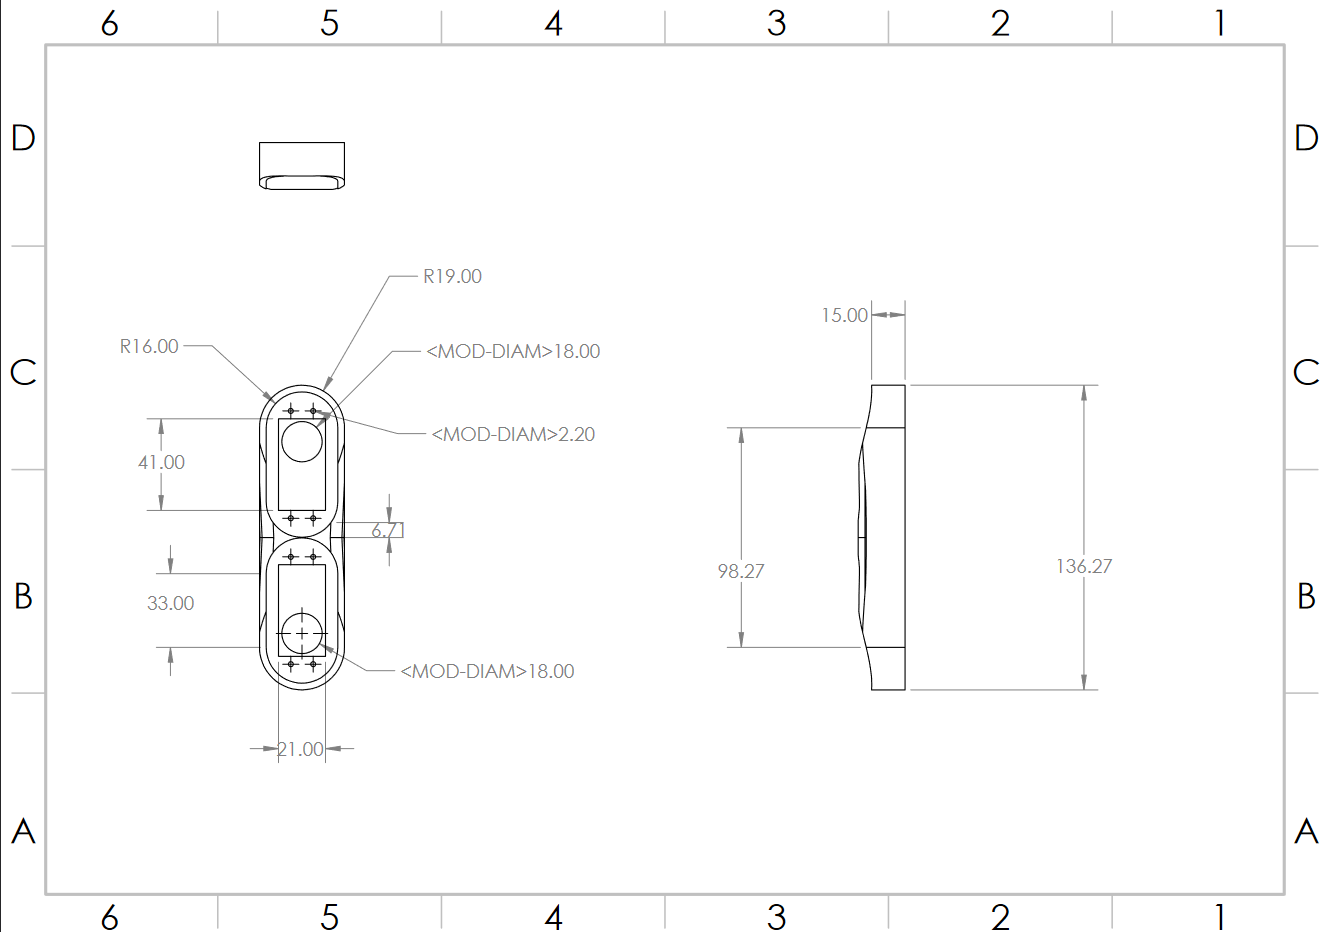 6 5 4 3 2 1
D D
R19.00
15.00
R16.00
<MOD-DIAM>18.00
C C
<MOD-DIAM>2.20
41.00
6.71
98.27
136.27
B B
33.00
<MOD-DIAM>18.00
21.00
A A
6 5 4 3 2 1